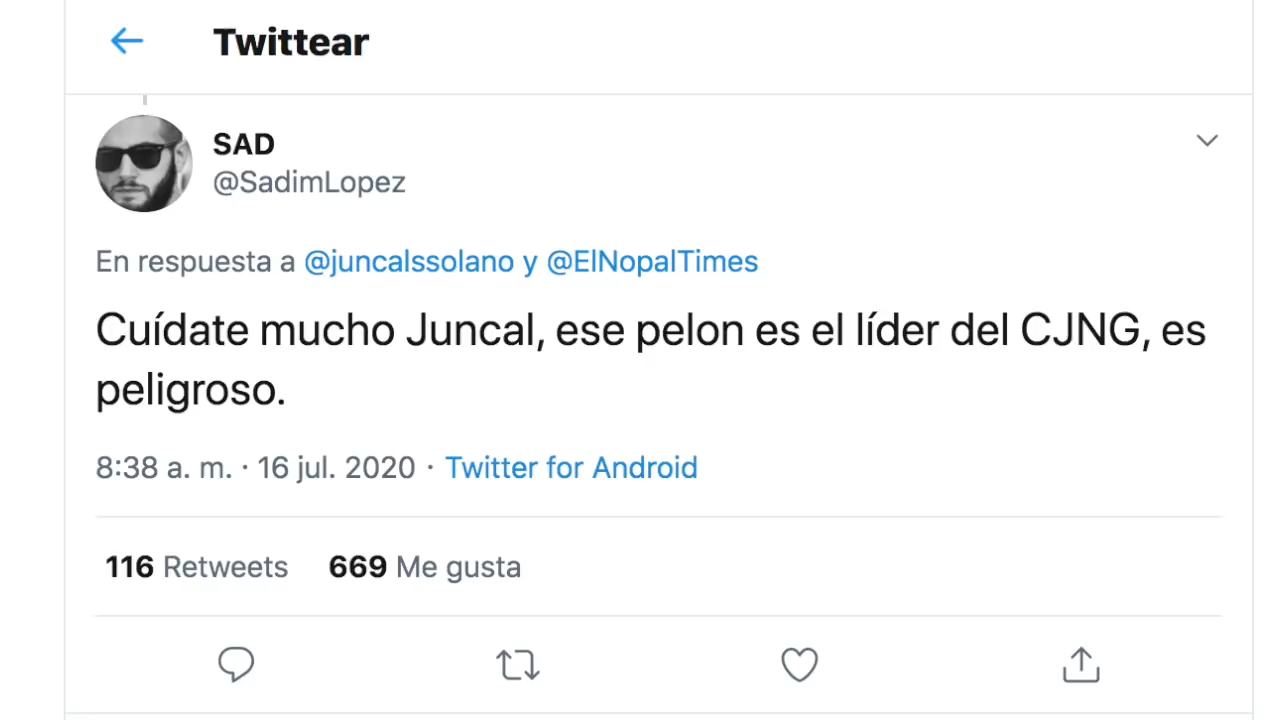 Twittear
SAD
@SadimLopez
En respuesta a @juncalssolano y @ElNopalTimes
Cuídate mucho Juncal, ese pelon es el líder del CJNG, es
peligroso.
8:38 a. m. · 16 jul. 2020 · Twitter for Android
116 Retweets 669 Me gusta